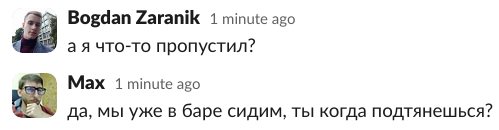 Bogdan Zaranik 1 minute ago
а я что-то пропустил?
Max 1 minute ago
да, мы уже в баре сидим, ты когда подтянешься?